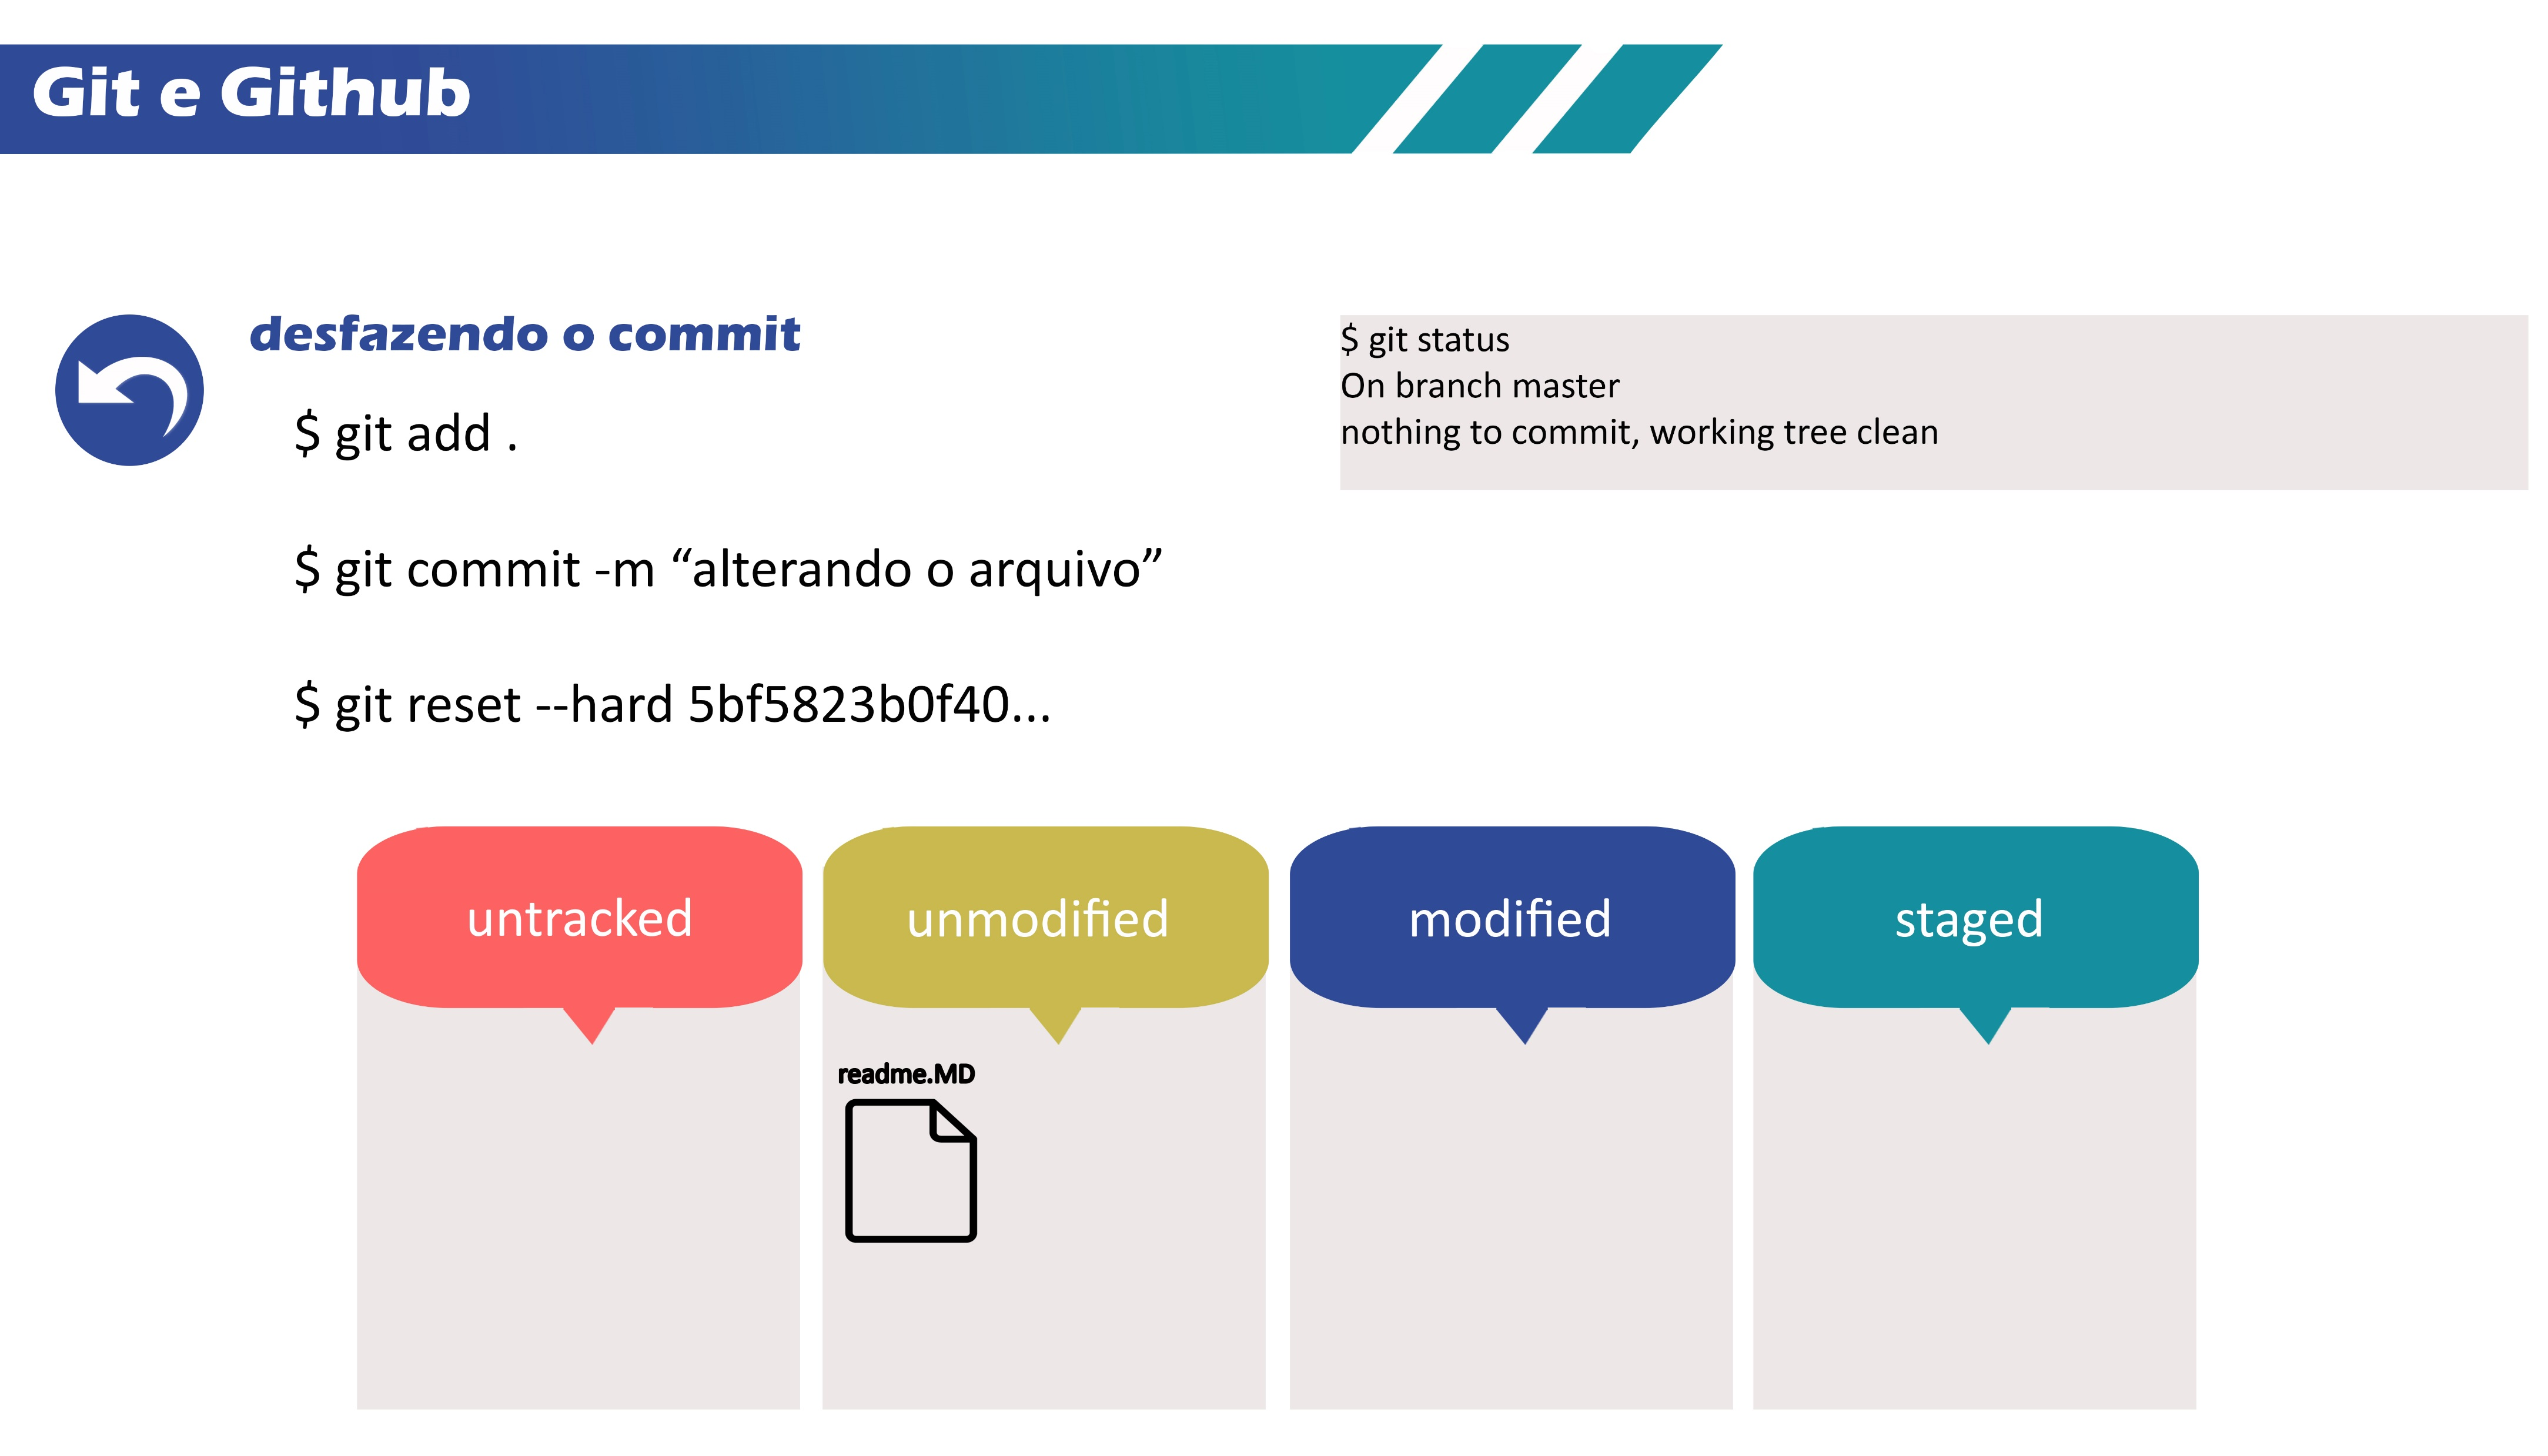 Git e Github
desfazendo o commit
$ git add .
$ git commit -m “alterando o arquivo”
$ git reset --hard 5bf5823b0f40...
$ git status
On branch master
nothing to commit, working tree clean
untracked
unmodified
modified
staged
readme.MD